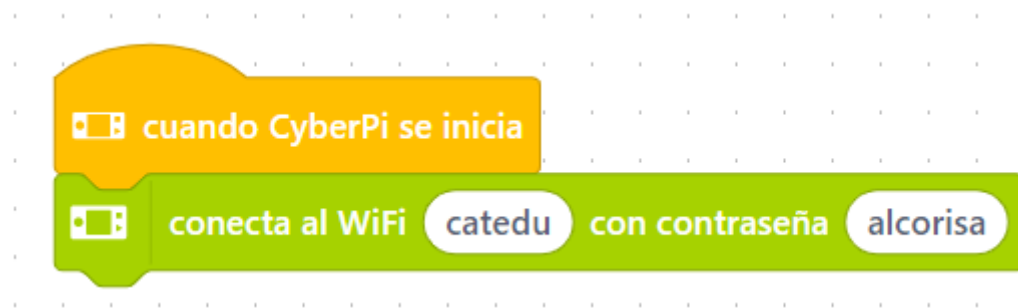 cuando CyberPi se inicia
conecta al WiFi catedu con contraseña alcorisa